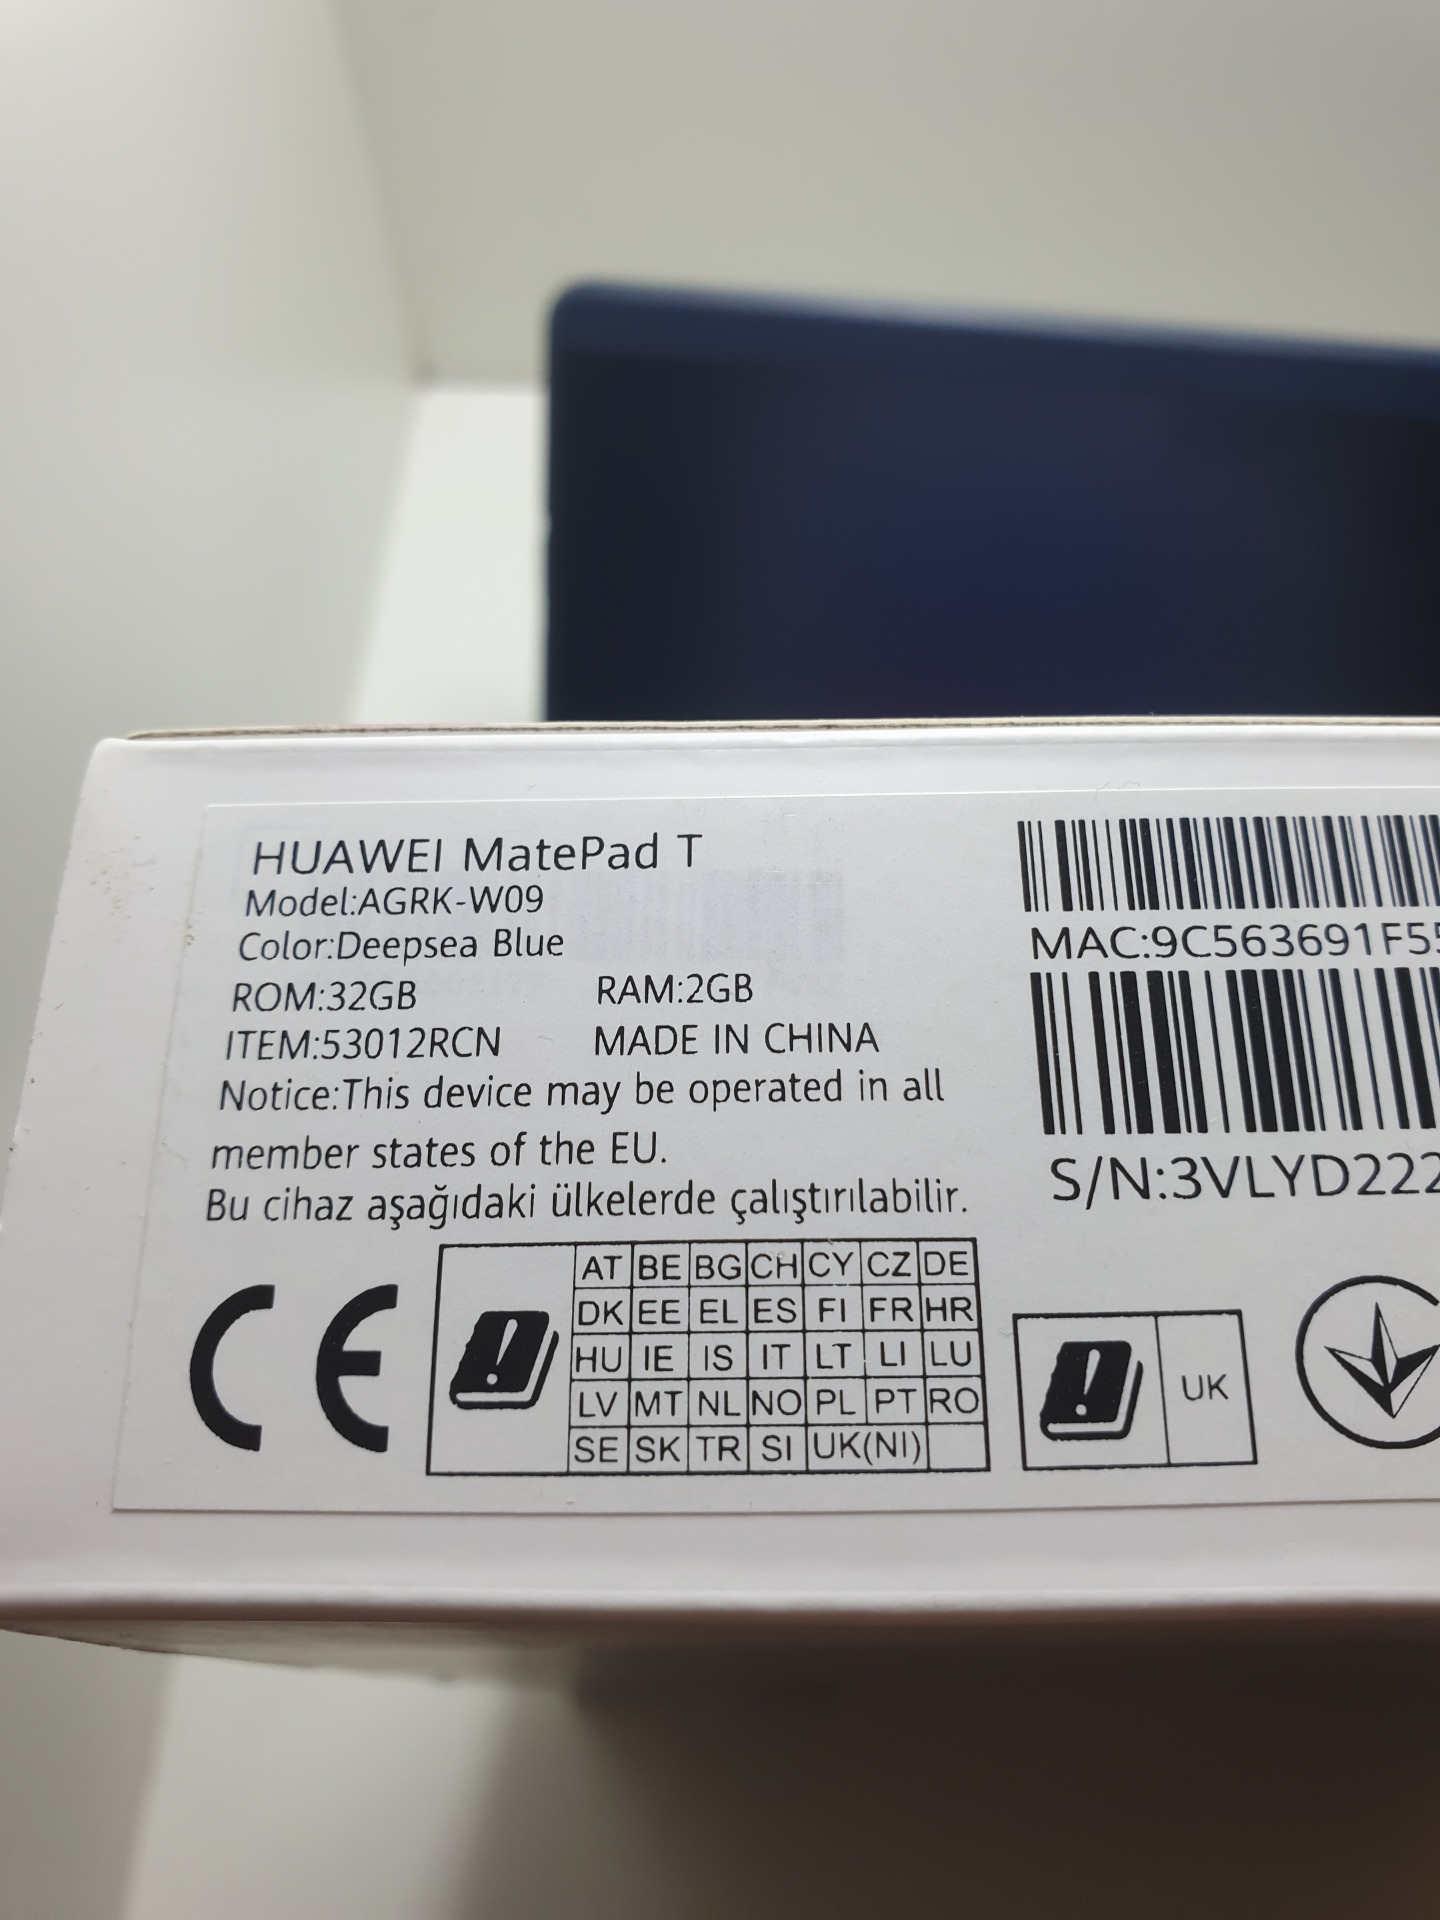 HUAWEI MatePad T
Model:AGRK-W09
Color:Deepsea Blue
ROM:32GB RAM:2GB
ITEM:53012RCN MADE IN CHINA
Notice:This device may be operated in all
member states of the EU.
Bu cihaz aşağıdaki ülkelerde çalıştırılabilir.
CE
AT BE BG CH CY CZ DE
DK EE EL ES FI FR HR
HU IE IS IT LT LI LU
LV MT NL NO PL PT RO
SE SK TR SI UK(NI)
MAC:9C563691F5
S/N:3VLYD222
UK